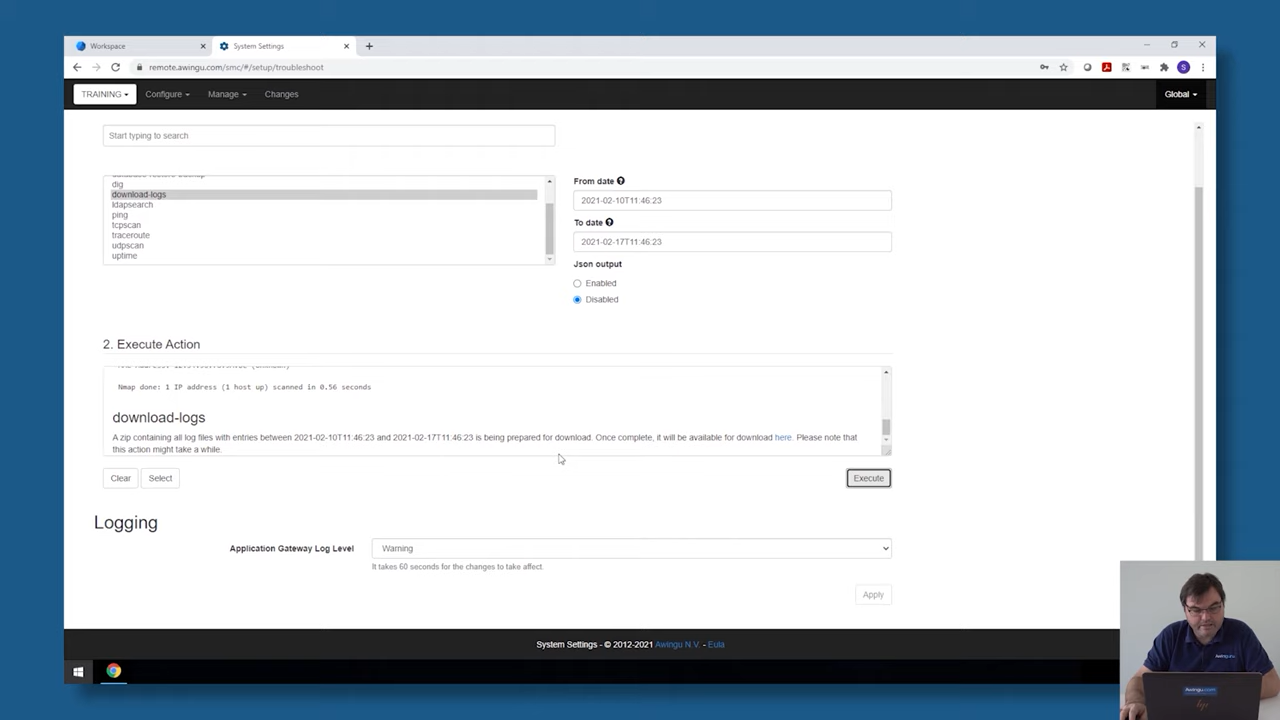 Workspace
System Settings
remote.awingu.com/smc/#/setup/troubleshoot
S
TRAINING
Configure
Manage
Changes
Global
Start typing to search
dig
download-logs
ldapsearch
ping
tcpscan
traceroute
udpscan
uptime
From date
2021-02-10T11:46:23
To date
2021-02-17T11:46:23
Json output
Enabled
Disabled
2. Execute Action
Nmap done: 1 IP address (1 host up) scanned in 0.56 seconds
download-logs
A zip containing all log files with entries between 2021-02-10T11:46:23 and 2021-02-17T11:46:23 is being prepared for download. Once complete, it will be available for download here. Please note that
this action might take a while.
Clear
Select
Execute
Logging
Application Gateway Log Level
Warning
It takes 60 seconds for the changes to take affect.
Apply
System Settings - © 2012-2021 Awingu N.V. - Eula
Awingu.com
Awingu.com